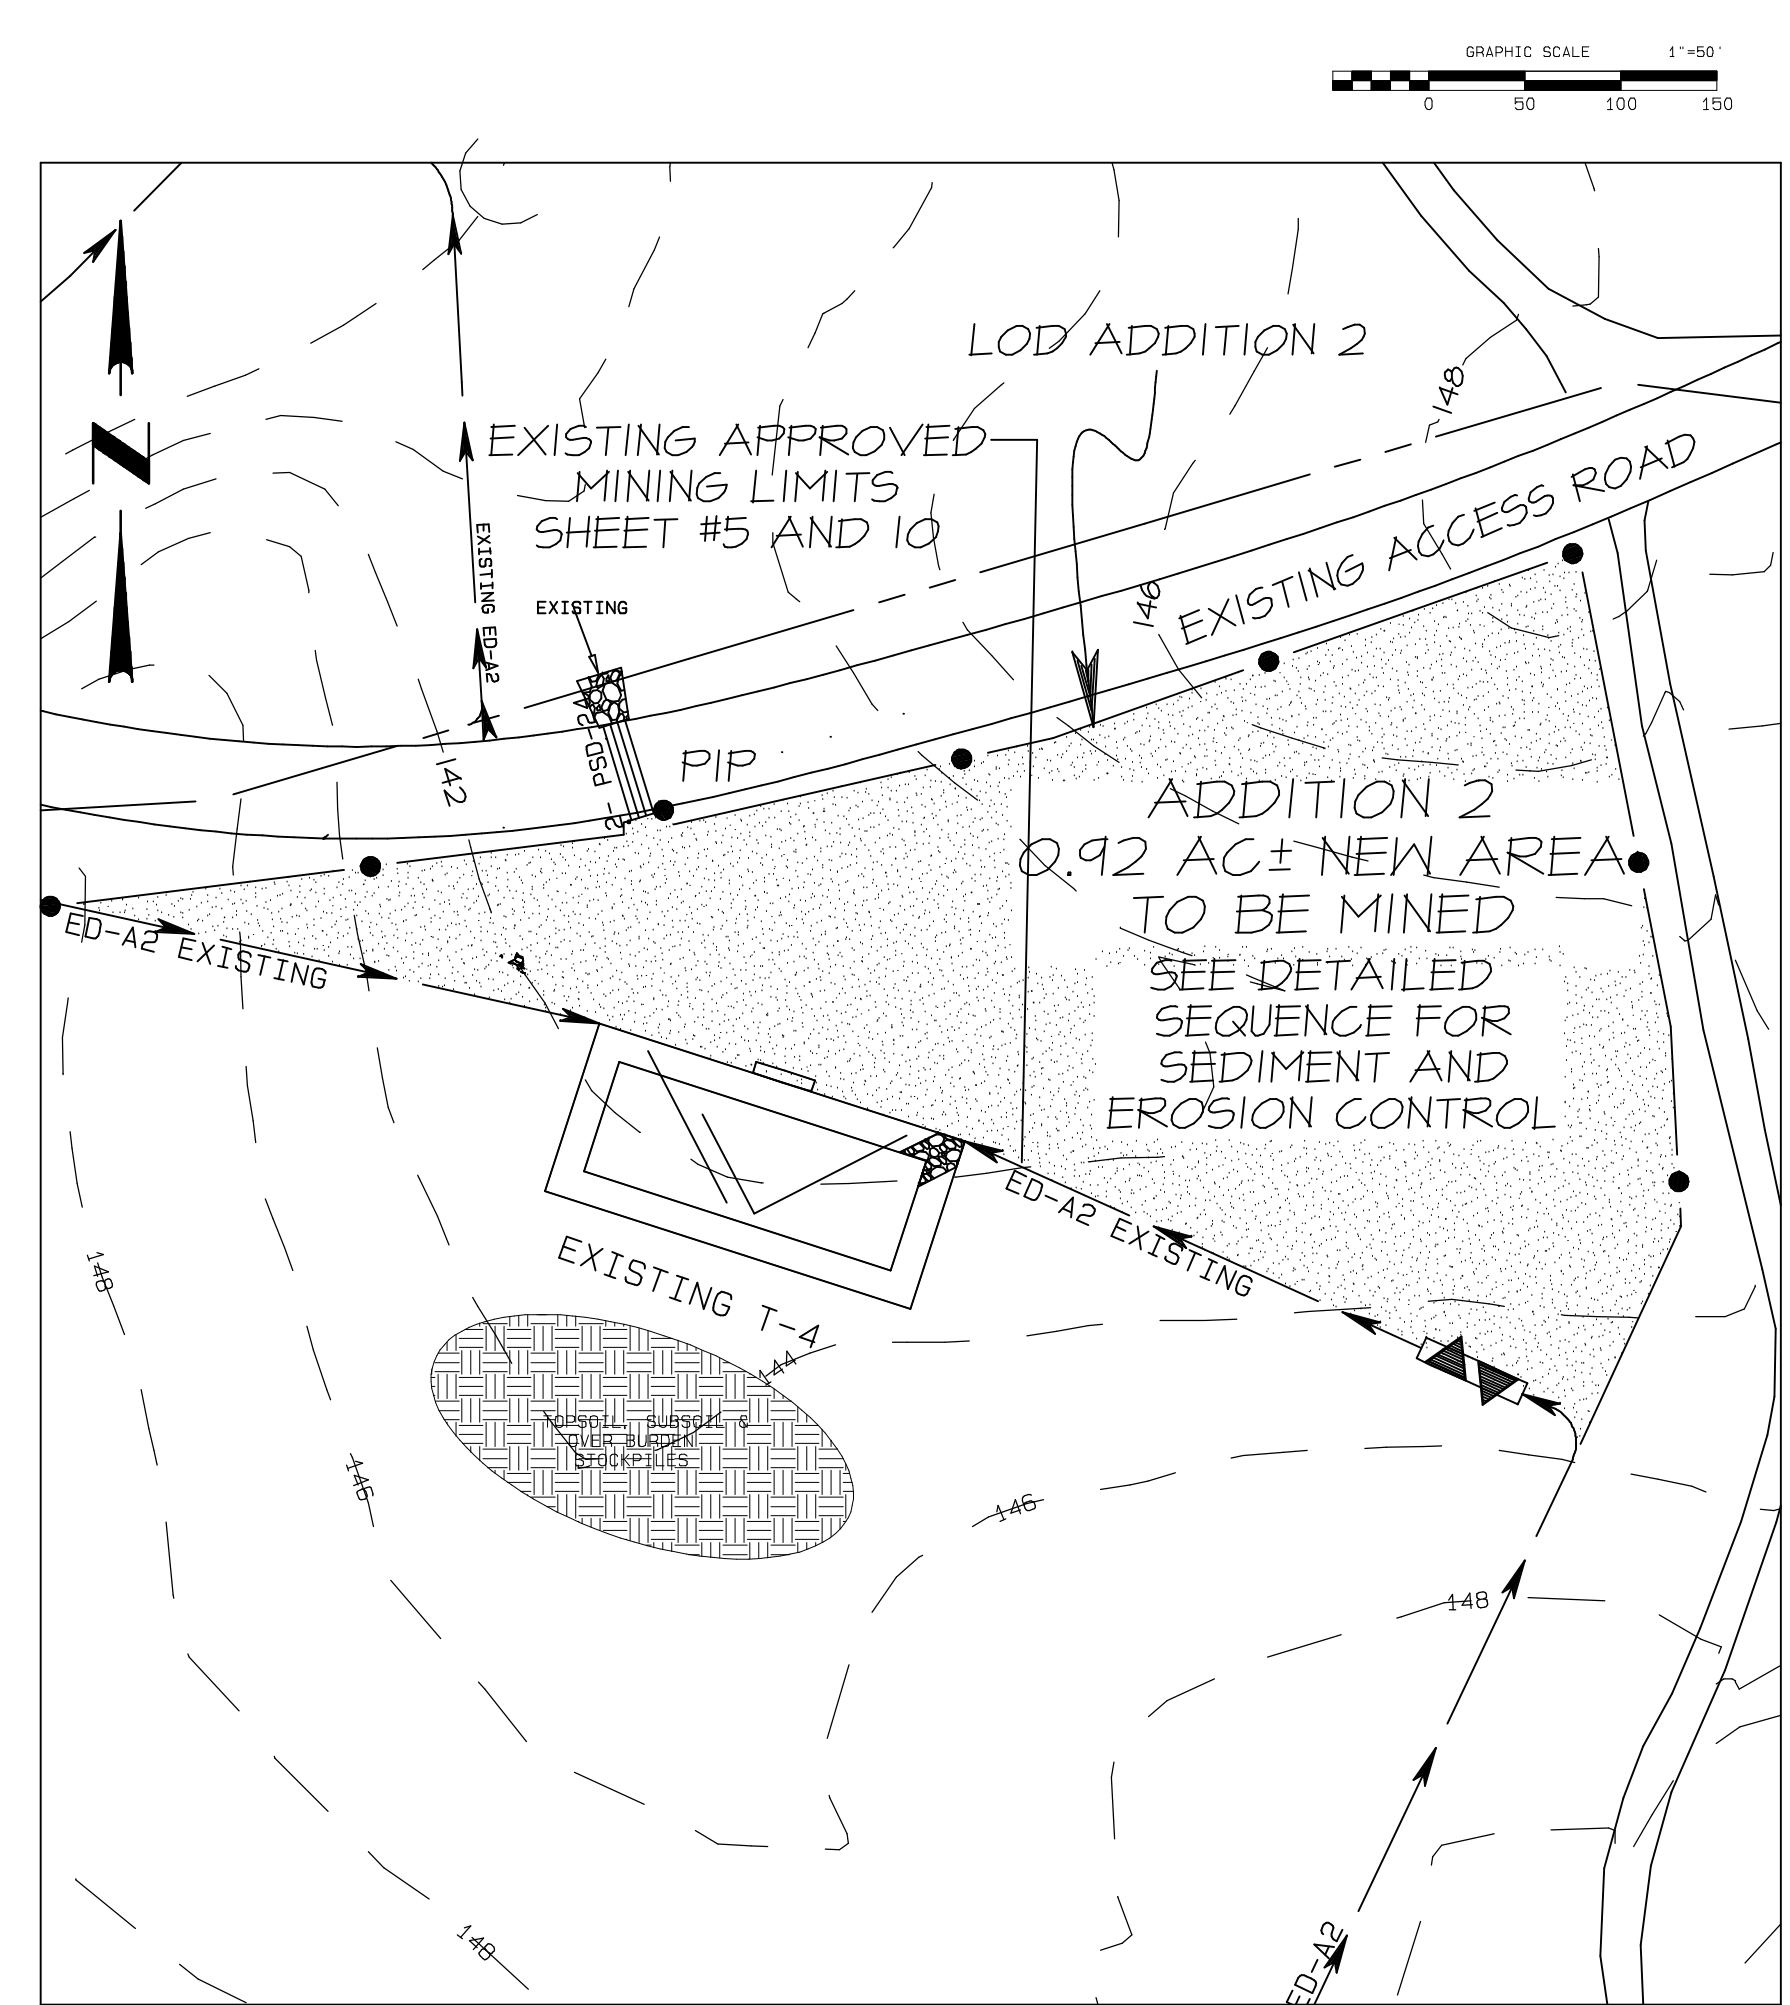 GRAPHIC SCALE 1"=50'
0 50 100 150
N
LOD ADDITION 2
148
EXISTING APPROVED
MINING LIMITS
SHEET #5 AND 10
EXISTING ACCESS ROAD
EXISTING ED-A2
EXISTING
146
PSD-24
PIP
142
ADDITION 2
0.92 AC± NEW AREA
TO BE MINED
SEE DETAILED
SEQUENCE FOR
SEDIMENT AND
EROSION CONTROL
ED-A2 EXISTING
ED-A2 EXISTING
EXISTING T-4
148
144
TOPSOIL, SUBSOIL &
OVER BURDEN
STOCKPILES
146
146
148
148
ED-A2